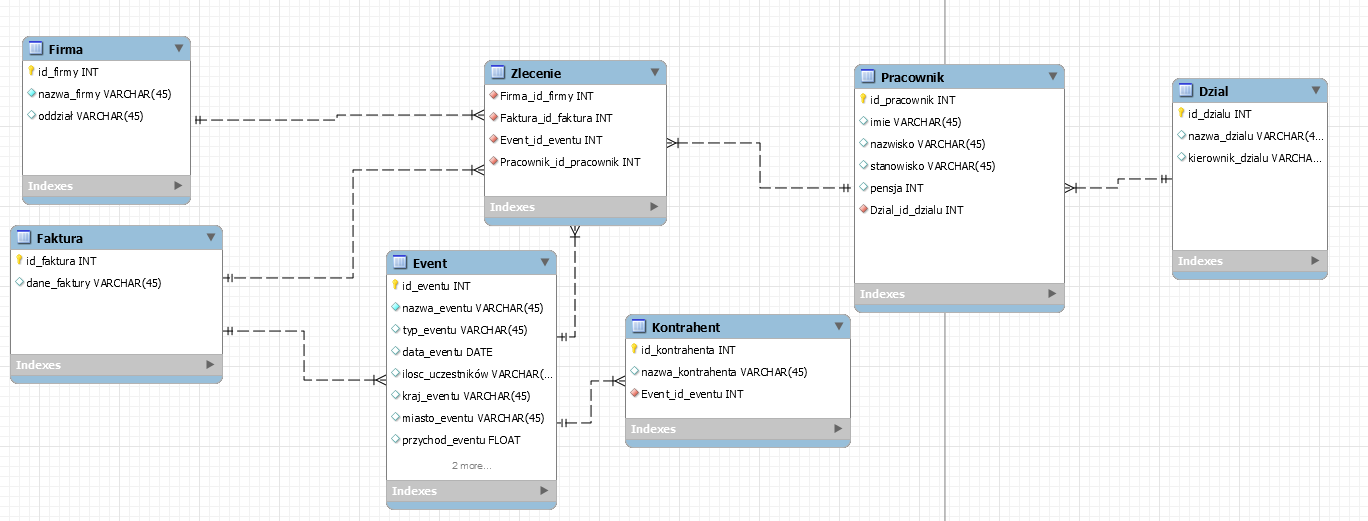 Firma
id_firmy INT
nazwa_firmy VARCHAR(45)
oddział VARCHAR(45)
Indexes
Faktura
id_faktura INT
dane_faktury VARCHAR(45)
Indexes
Zlecenie
Firma_id_firmy INT
Faktura_id_faktura INT
Event_id_eventu INT
Pracownik_id_pracownik INT
Indexes
Event
id_eventu INT
nazwa_eventu VARCHAR(45)
typ_eventu VARCHAR(45)
data_eventu DATE
ilosc_uczestników VARCHAR(...
kraj_eventu VARCHAR(45)
miasto_eventu VARCHAR(45)
przychod_eventu FLOAT
2 more...
Indexes
Kontrahent
id_kontrahenta INT
nazwa_kontrahenta VARCHAR(45)
Event_id_eventu INT
Indexes
Pracownik
id_pracownik INT
imie VARCHAR(45)
nazwisko VARCHAR(45)
stanowisko VARCHAR(45)
pensja INT
Dzial_id_dzialu INT
Indexes
Dzial
id_dzialu INT
nazwa_dzialu VARCHAR(4...
kierownik_dzialu VARCHA...
Indexes